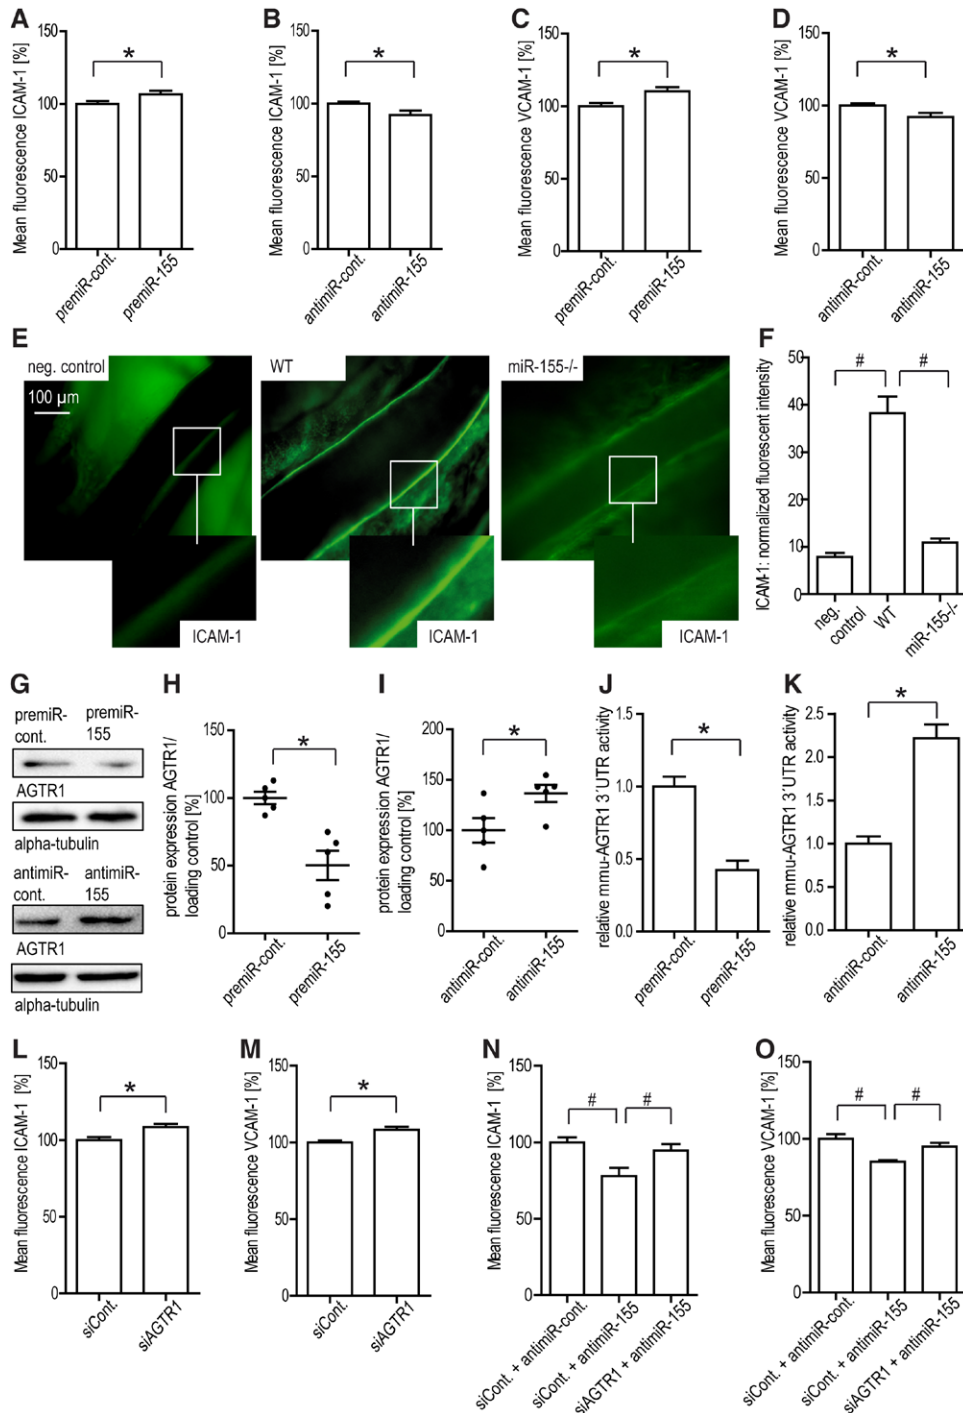 A
Mean fluorescence ICAM-1 [%]
150
100
50
0
*
premiR-cont.
premiR-155
B
Mean fluorescence ICAM-1 [%]
150
100
50
0
*
antimiR-cont.
antimiR-155
C
Mean fluorescence VCAM-1 [%]
150
100
50
0
*
premiR-cont.
premiR-155
D
Mean fluorescence VCAM-1 [%]
150
100
50
0
*
antimiR-cont.
antimiR-155
E
neg. control
100 µm
ICAM-1
WT
ICAM-1
miR-155-/-
ICAM-1
F
ICAM-1: normalized fluorescent intensity
50
40
30
20
10
0
#
#
neg. control
WT
miR-155-/-
G
premiR-cont.
premiR-155
AGTR1
alpha-tubulin
antimiR-cont.
antimiR-155
AGTR1
alpha-tubulin
H
protein expression AGTR1/
loading control [%]
150
100
50
0
*
premiR-cont.
premiR-155
I
protein expression AGTR1/
loading control [%]
200
150
100
50
0
*
antimiR-cont.
antimiR-155
J
relative mmu-AGTR1 3'UTR activity
1.5
1.0
0.5
0.0
*
premiR-cont.
premiR-155
K
relative mmu-AGTR1 3'UTR activity
2.5
2.0
1.5
1.0
0.5
0.0
*
antimiR-cont.
antimiR-155
L
Mean fluorescence ICAM-1 [%]
150
100
50
0
*
siCont.
siAGTR1
M
Mean fluorescence VCAM-1 [%]
150
100
50
0
*
siCont.
siAGTR1
N
Mean fluorescence ICAM-1 [%]
150
100
50
0
#
#
siCont. + antimiR-cont.
siCont. + antimiR-155
siAGTR1 + antimiR-155
O
Mean fluorescence VCAM-1 [%]
150
100
50
0
#
#
siCont. + antimiR-cont.
siCont. + antimiR-155
siAGTR1 + antimiR-155